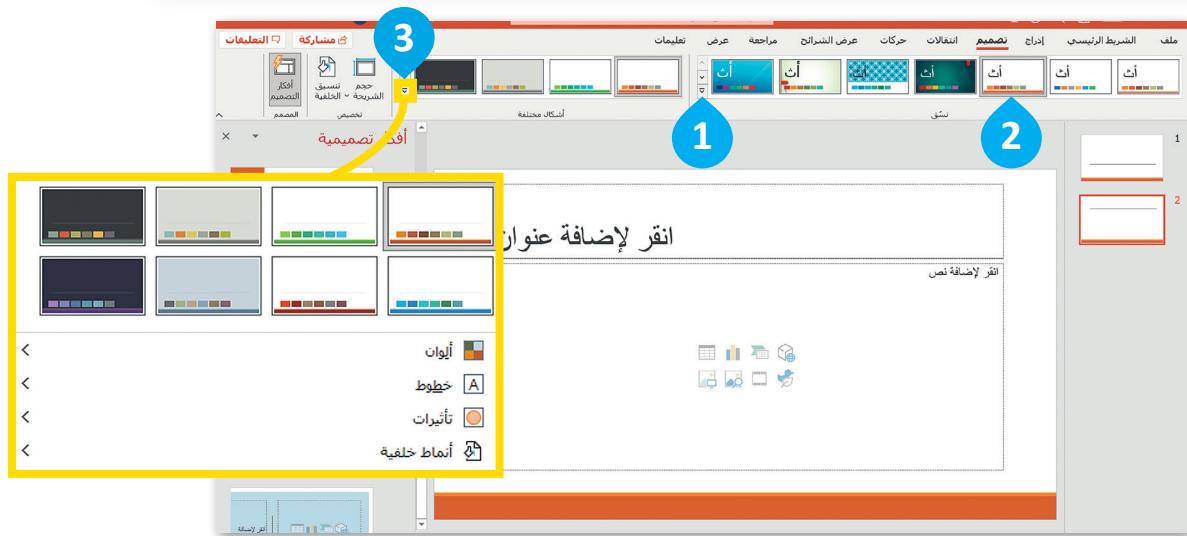 ملف الشريط الرئيسي إدراج تصميم انتقالات حركات عرض الشرائح مراجعة عرض تعليمات مشاركة التعليقات
3
أث أث أث أث أث أث أث
حجم الشريحة
تنسيق الخلفية
أفكار التصميم
نسق أشكال مختلفة تخصيص المصمم
1
2
أفكار تصميمية
1
2
انقر لإضافة عنوان
انقر لإضافة نص
ألوان
خطوط
تأثيرات
أنماط خلفية